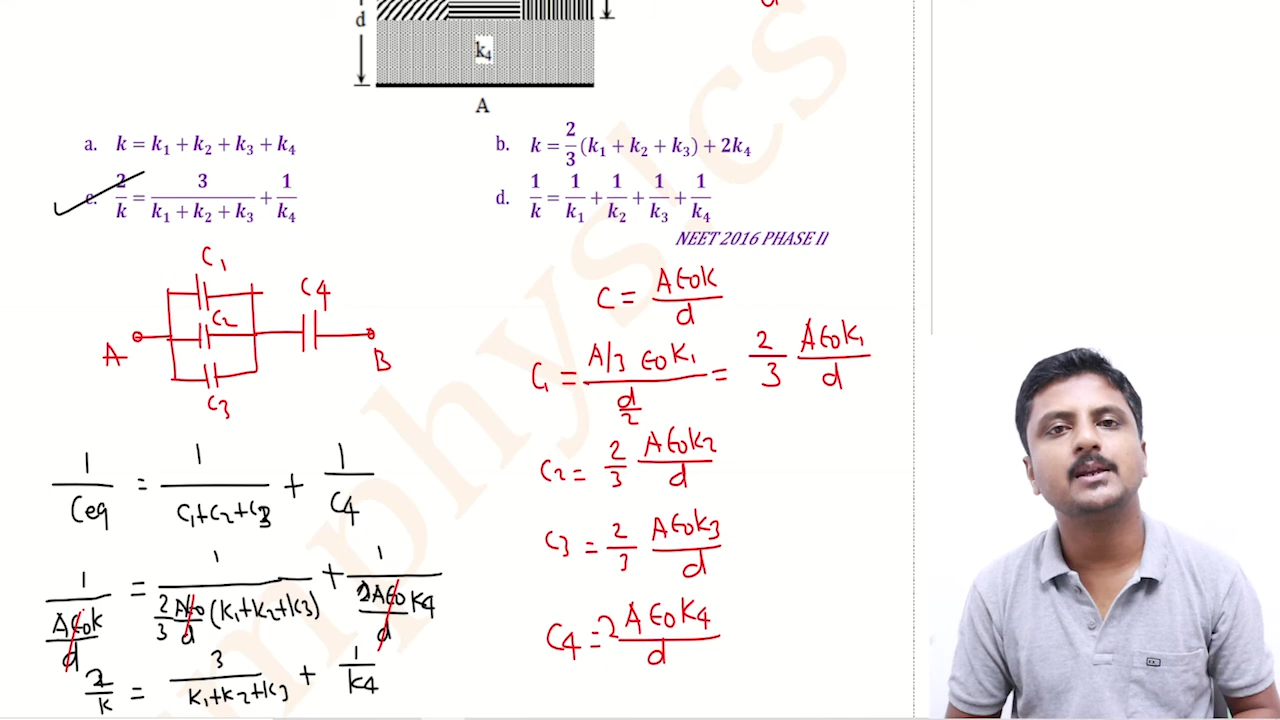 d
d
k₄
A
a. k = k₁ + k₂ + k₃ + k₄
b. k = 2/3 (k₁ + k₂ + k₃) + 2k₄
c. 2/k = 3/(k₁ + k₂ + k₃) + 1/k₄
d. 1/k = 1/k₁ + 1/k₂ + 1/k₃ + 1/k₄
NEET 2016 PHASE II
C₁
C₂
C₃
C₄
A
B
C = Aϵ₀k/d
C₁ = (A/3 ϵ₀k₁)/(d/2) = 2/3 Aϵ₀k₁/d
C₂ = 2/3 Aϵ₀k₂/d
C₃ = 2/3 Aϵ₀k₃/d
C₄ = 2Aϵ₀k₄/d
1/Ceq = 1/(C₁+C₂+C₃) + 1/C₄
1/(Aϵ₀k/d) = 1/(2/3 Aϵ₀/d (k₁+k₂+k₃)) + 1/(2Aϵ₀/d k₄)
2/k = 3/(k₁+k₂+k₃) + 1/k₄
mphysics